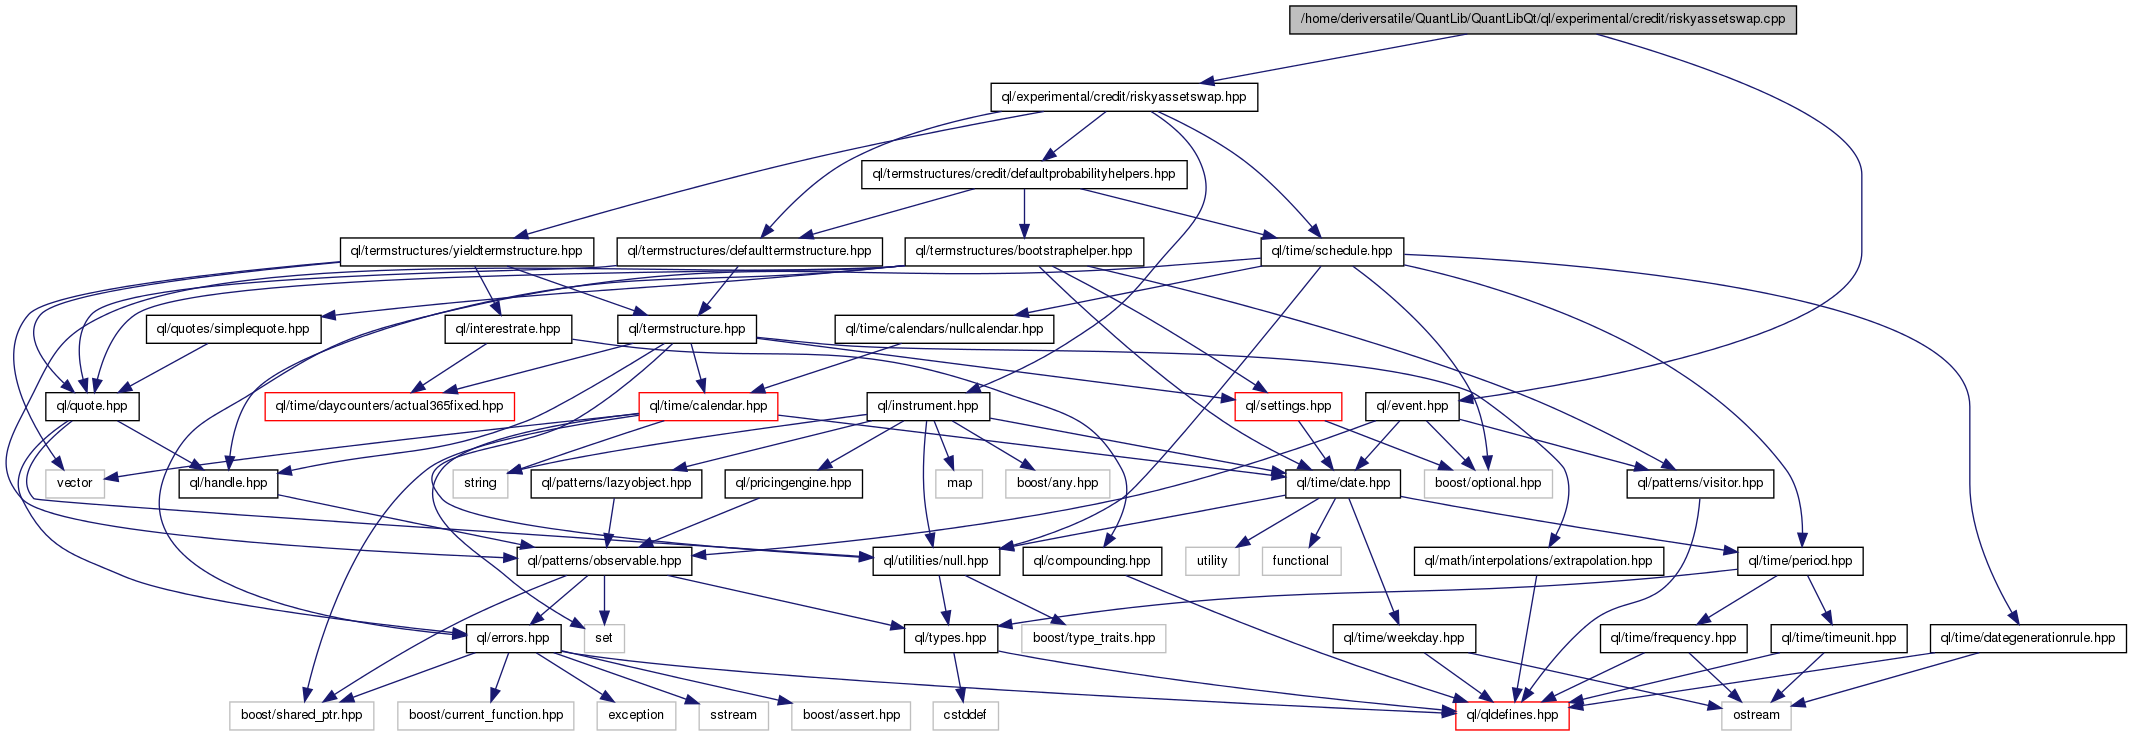 /home/deriversatile/QuantLib/QuantLibQt/ql/experimental/credit/riskyassetswap.cpp
ql/experimental/credit/riskyassetswap.hpp
ql/termstructures/credit/defaultprobabilityhelpers.hpp
ql/termstructures/yieldtermstructure.hpp
ql/termstructures/defaulttermstructure.hpp
ql/termstructures/bootstraphelper.hpp
ql/time/schedule.hpp
ql/quotes/simplequote.hpp
ql/interestrate.hpp
ql/termstructure.hpp
ql/time/calendars/nullcalendar.hpp
ql/quote.hpp
ql/time/daycounters/actual365fixed.hpp
ql/time/calendar.hpp
ql/instrument.hpp
ql/settings.hpp
ql/event.hpp
vector
ql/handle.hpp
string
ql/patterns/lazyobject.hpp
ql/pricingengine.hpp
map
boost/any.hpp
ql/time/date.hpp
boost/optional.hpp
ql/patterns/visitor.hpp
ql/patterns/observable.hpp
ql/utilities/null.hpp
ql/compounding.hpp
utility
functional
ql/math/interpolations/extrapolation.hpp
ql/time/period.hpp
ql/errors.hpp
set
ql/types.hpp
boost/type_traits.hpp
ql/time/weekday.hpp
ql/time/frequency.hpp
ql/time/timeunit.hpp
ql/time/dategenerationrule.hpp
boost/shared_ptr.hpp
boost/current_function.hpp
exception
sstream
boost/assert.hpp
cstddef
ql/qldefines.hpp
ostream